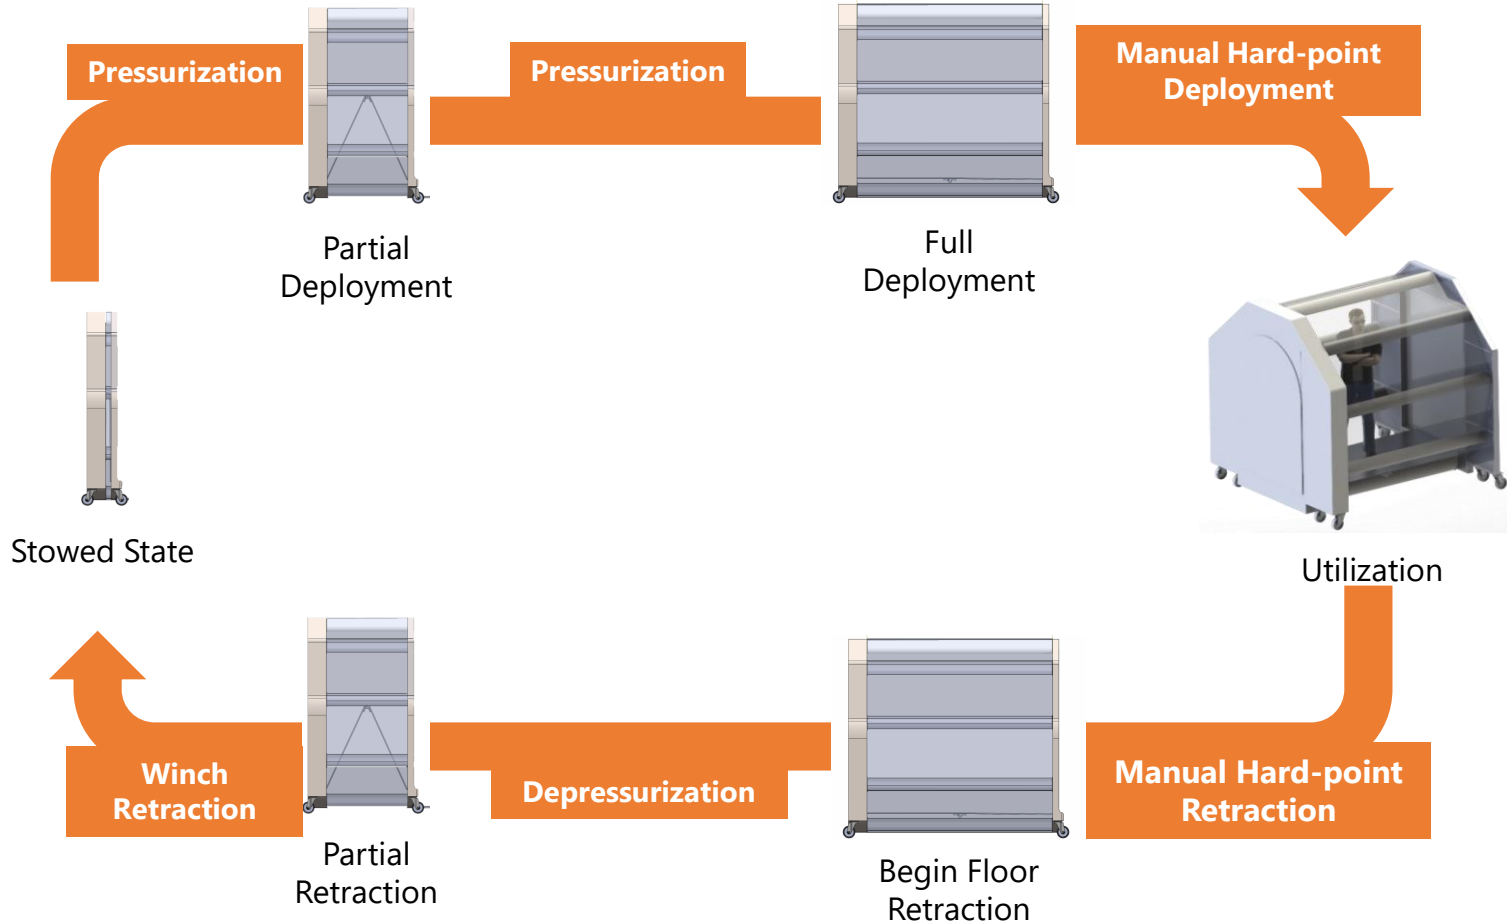 Pressurization
Pressurization
Manual Hard-point
Deployment
Partial
Deployment
Full
Deployment
Stowed State
Utilization
Winch
Retraction
Depressurization
Manual Hard-point
Retraction
Partial
Retraction
Begin Floor
Retraction